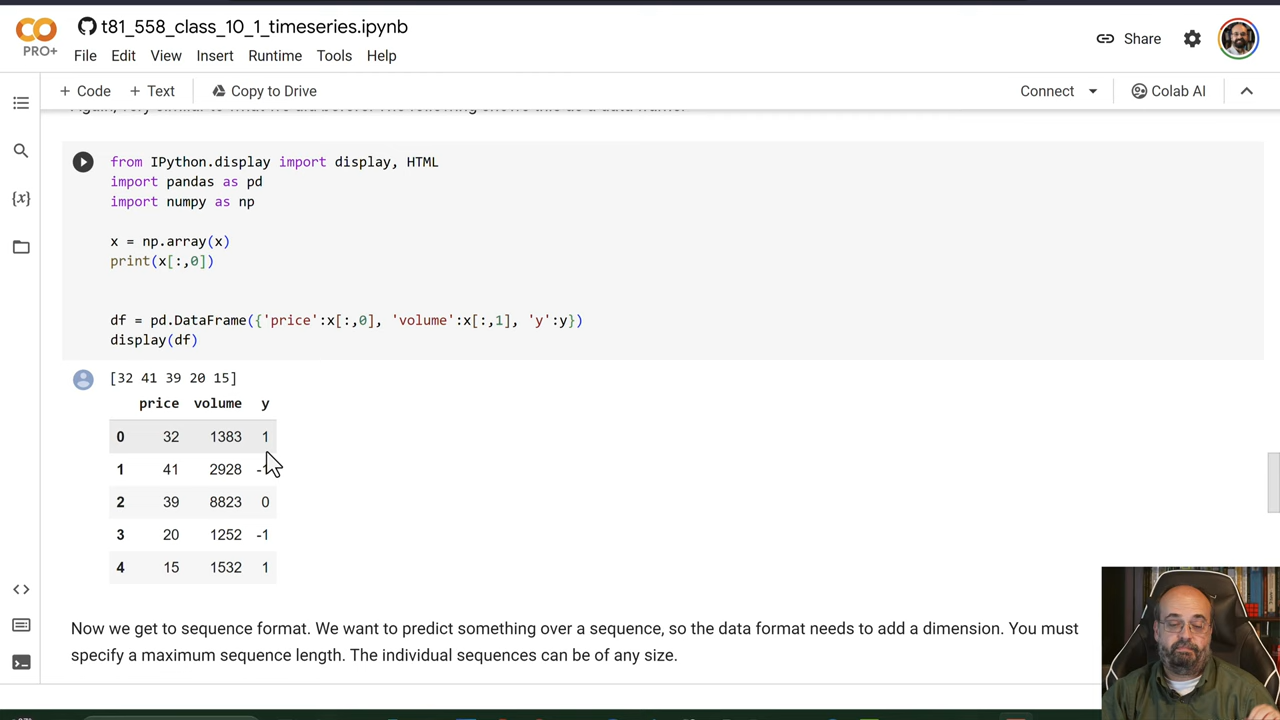 t81_558_class_10_1_timeseries.ipynb
PRO+
File Edit View Insert Runtime Tools Help
Share
+ Code + Text Copy to Drive
Connect Colab AI
from IPython.display import display, HTML
import pandas as pd
import numpy as np
x = np.array(x)
print(x[:,0])
df = pd.DataFrame({'price':x[:,0], 'volume':x[:,1], 'y':y})
display(df)
[32 41 39 20 15]
price volume y
0 32 1383 1
1 41 2928 -1
2 39 8823 0
3 20 1252 -1
4 15 1532 1
Now we get to sequence format. We want to predict something over a sequence, so the data format needs to add a dimension. You must
specify a maximum sequence length. The individual sequences can be of any size.